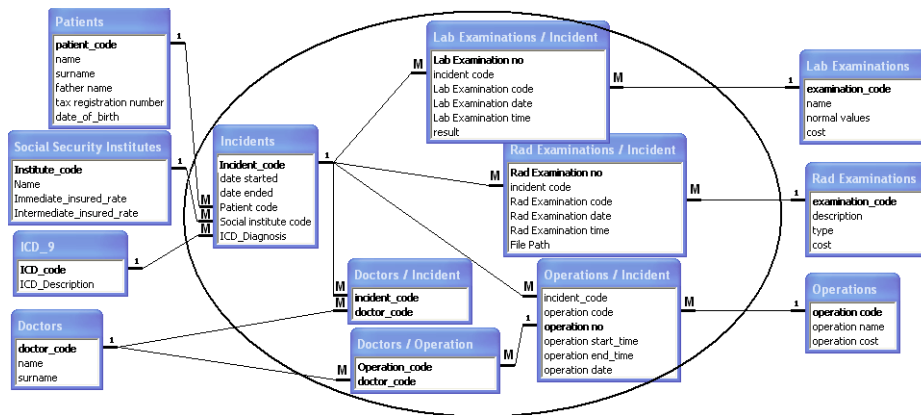 Patients
patient_code
name
surname
father name
tax registration number
date_of_birth
1
Social Security Institutes
Institute_code
Name
Immediate_insured_rate
Intermediate_insured_rate
1
ICD_9
ICD_code
ICD_Description
1
Doctors
doctor_code
name
surname
1
Incidents
Incident_code
date started
date ended
Patient code
Social institute code
ICD_Diagnosis
1
M
M
M
Lab Examinations / Incident
Lab Examination no
incident code
Lab Examination code
Lab Examination date
Lab Examination time
result
M
M
Rad Examinations / Incident
Rad Examination no
incident code
Rad Examination code
Rad Examination date
Rad Examination time
File Path
M
M
Doctors / Incident
incident_code
doctor_code
M
M
Doctors / Operation
Operation_code
doctor_code
M
M
Operations / Incident
incident_code
operation code
operation no
operation start_time
operation end_time
operation date
M
1
M
Lab Examinations
examination_code
name
normal values
cost
1
Rad Examinations
examination_code
description
type
cost
1
Operations
operation code
operation name
operation cost
1